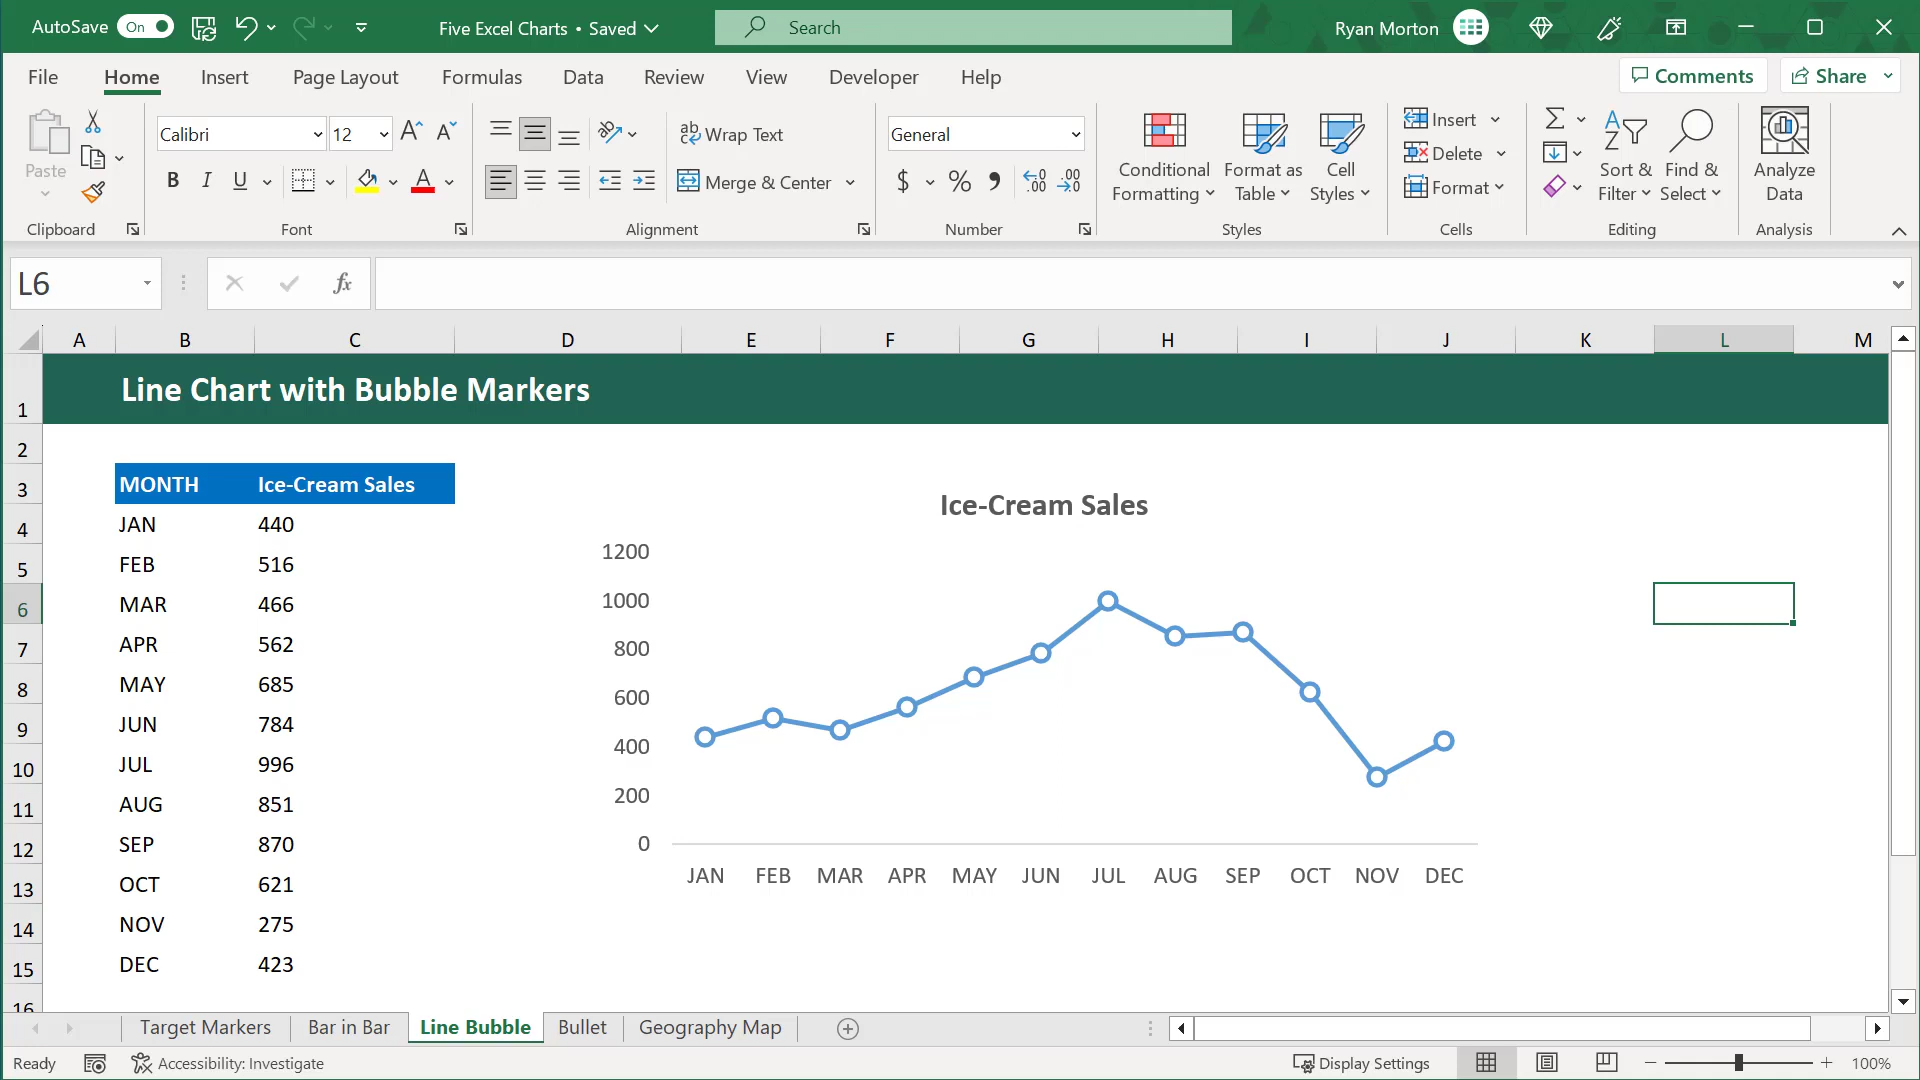 AutoSave On Five Excel Charts • Saved Search Ryan Morton
File Home Insert Page Layout Formulas Data Review View Developer Help Comments Share
Paste
Clipboard
Calibri 12
B I U A
Font
ab Wrap Text
Merge & Center
Alignment
General
$ % 9 .00 .00
Number
Conditional Formatting
Format as Table
Cell Styles
Styles
Insert
Delete
Format
Cells
Sort & Filter
Find & Select
Editing
Analyze Data
Analysis
L6 fx
A B C D E F G H I J K L M
1 Line Chart with Bubble Markers
2
3 MONTH Ice-Cream Sales
4 JAN 440
5 FEB 516
6 MAR 466
7 APR 562
8 MAY 685
9 JUN 784
10 JUL 996
11 AUG 851
12 SEP 870
13 OCT 621
14 NOV 275
15 DEC 423
16
Ice-Cream Sales
1200
1000
800
600
400
200
0
JAN FEB MAR APR MAY JUN JUL AUG SEP OCT NOV DEC
Target Markers Bar in Bar Line Bubble Bullet Geography Map
Ready Accessibility: Investigate Display Settings 100%